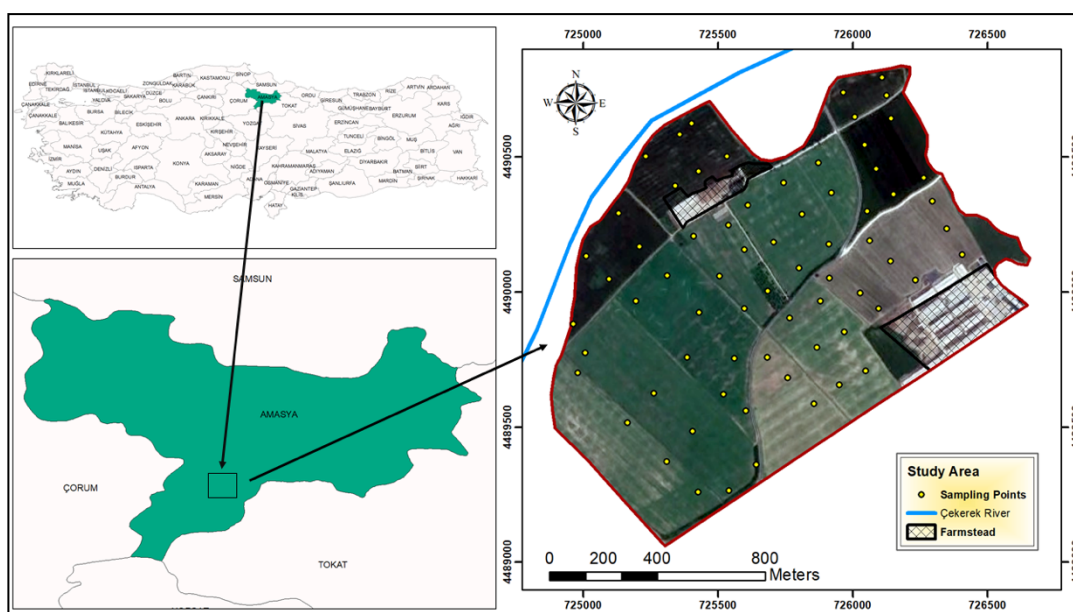 KIRKLARELİ
EDİRNE
TEKİRDAĞ
İSTANBUL
İSTANBUL
KOCAELİ
YALOVA
ÇANAKKALE
ÇANAKKALE
BALIKESİR
BURSA
BİLECİK
SAKARYA
DÜZCE
BOLU
ZONGULDAK
BARTIN
KARABÜK
KASTAMONU
SİNOP
ÇANKIRI
ÇORUM
SAMSUN
AMASYA
TOKAT
ORDU
GİRESUN
TRABZON
RİZE
ARTVİN
ARDAHAN
KARS
IĞDIR
AĞRI
GÜMÜŞHANE
BAYBURT
ERZURUM
ERZİNCAN
SİVAS
YOZGAT
KIRIKKALE
ANKARA
ESKİŞEHİR
KÜTAHYA
MANİSA
UŞAK
AFYON
İZMİR
AYDIN
DENİZLİ
MUĞLA
BURDUR
ISPARTA
ANTALYA
KONYA
KARAMAN
MERSİN
AKSARAY
NEVŞEHİR
KIRŞEHİR
NİĞDE
KAYSERİ
KAHRAMANMARAŞ
OSMANİYE
GAZİANTEP
KİLİS
HATAY
MALATYA
ADIYAMAN
ŞANLIURFA
ELAZIĞ
TUNCELİ
BİNGÖL
MUŞ
BİTLİS
VAN
DİYARBAKIR
BATMAN
SİİRT
MARDİN
ŞIRNAK
HAKKARİ
SAMSUN
AMASYA
ÇORUM
TOKAT
725000 725500 726000 726500
N
W E
S
4490500
4490000
4489500
4489000
Study Area
Sampling Points
Çekerek River
Farmstead
0 200 400 800
Meters
725000 725500 726000 726500